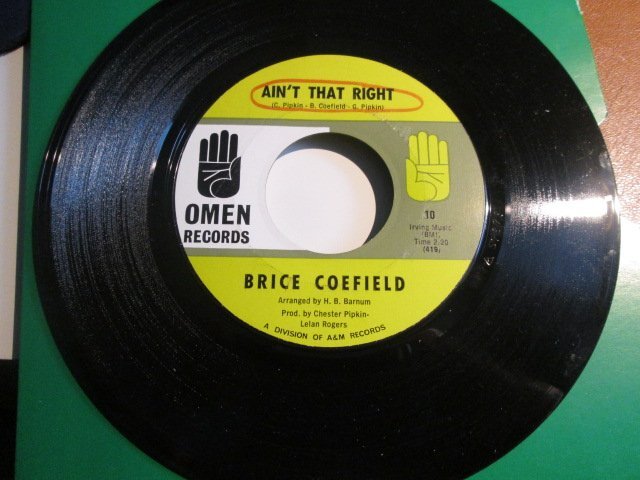 AIN'T THAT RIGHT
(C. Pipkin - B. Coefield - G. Pipkin)
OMEN
RECORDS
10
Irving Music
(BMI)
Time 2.20
(419)
BRICE COEFIELD
Arranged by H. B. Barnum
Prod. by Chester Pipkin-
Lelan Rogers
A DIVISION OF A&M RECORDS